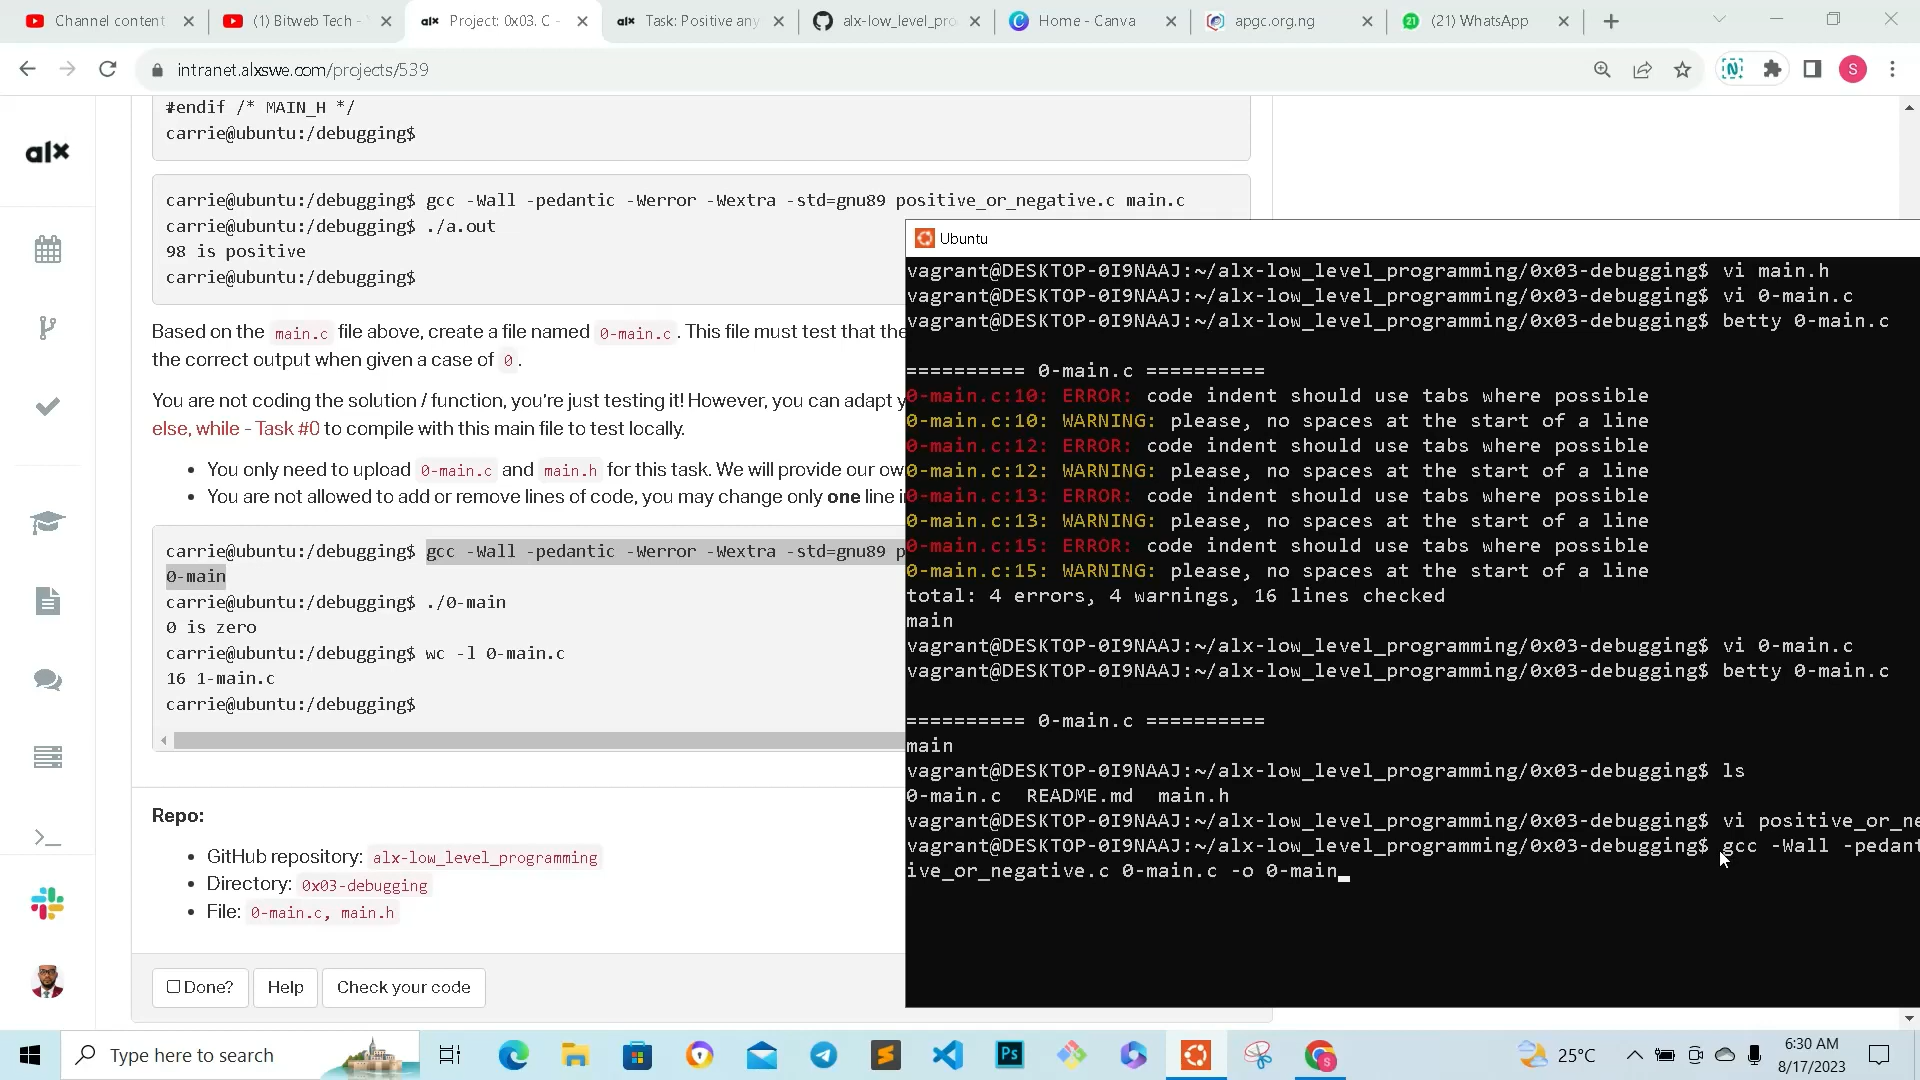 Channel content
(1) Bitweb Tech -
Project: 0x03. C -
Task: Positive any
alx-low_level_pro
Home - Canva
apgc.org.ng
(21) WhatsApp
intranet.alxswe.com/projects/539
S
alx
#endif /* MAIN_H */
carrie@ubuntu:/debugging$
carrie@ubuntu:/debugging$ gcc -Wall -pedantic -Werror -Wextra -std=gnu89 positive_or_negative.c main.c
carrie@ubuntu:/debugging$ ./a.out
98 is positive
carrie@ubuntu:/debugging$
Based on the main.c file above, create a file named 0-main.c. This file must test that the
the correct output when given a case of 0.
You are not coding the solution / function, you're just testing it! However, you can adapt y
else, while - Task #0 to compile with this main file to test locally.
You only need to upload 0-main.c and main.h for this task. We will provide our ow
You are not allowed to add or remove lines of code, you may change only one line i
carrie@ubuntu:/debugging$ gcc -Wall -pedantic -Werror -Wextra -std=gnu89 p
0-main
carrie@ubuntu:/debugging$ ./0-main
0 is zero
carrie@ubuntu:/debugging$ wc -l 0-main.c
16 1-main.c
carrie@ubuntu:/debugging$
Repo:
GitHub repository: alx-low_level_programming
Directory: 0x03-debugging
File: 0-main.c, main.h
Done?
Help
Check your code
Ubuntu
vagrant@DESKTOP-0I9NAAJ:~/alx-low_level_programming/0x03-debugging$ vi main.h
vagrant@DESKTOP-0I9NAAJ:~/alx-low_level_programming/0x03-debugging$ vi 0-main.c
vagrant@DESKTOP-0I9NAAJ:~/alx-low_level_programming/0x03-debugging$ betty 0-main.c
========== 0-main.c ==========
0-main.c:10: ERROR: code indent should use tabs where possible
0-main.c:10: WARNING: please, no spaces at the start of a line
0-main.c:12: ERROR: code indent should use tabs where possible
0-main.c:12: WARNING: please, no spaces at the start of a line
0-main.c:13: ERROR: code indent should use tabs where possible
0-main.c:13: WARNING: please, no spaces at the start of a line
0-main.c:15: ERROR: code indent should use tabs where possible
0-main.c:15: WARNING: please, no spaces at the start of a line
total: 4 errors, 4 warnings, 16 lines checked
main
vagrant@DESKTOP-0I9NAAJ:~/alx-low_level_programming/0x03-debugging$ vi 0-main.c
vagrant@DESKTOP-0I9NAAJ:~/alx-low_level_programming/0x03-debugging$ betty 0-main.c
========== 0-main.c ==========
main
vagrant@DESKTOP-0I9NAAJ:~/alx-low_level_programming/0x03-debugging$ ls
0-main.c README.md main.h
vagrant@DESKTOP-0I9NAAJ:~/alx-low_level_programming/0x03-debugging$ vi positive_or_ne
vagrant@DESKTOP-0I9NAAJ:~/alx-low_level_programming/0x03-debugging$ gcc -Wall -pedant
ive_or_negative.c 0-main.c -o 0-main
Type here to search
25°C
6:30 AM
8/17/2023